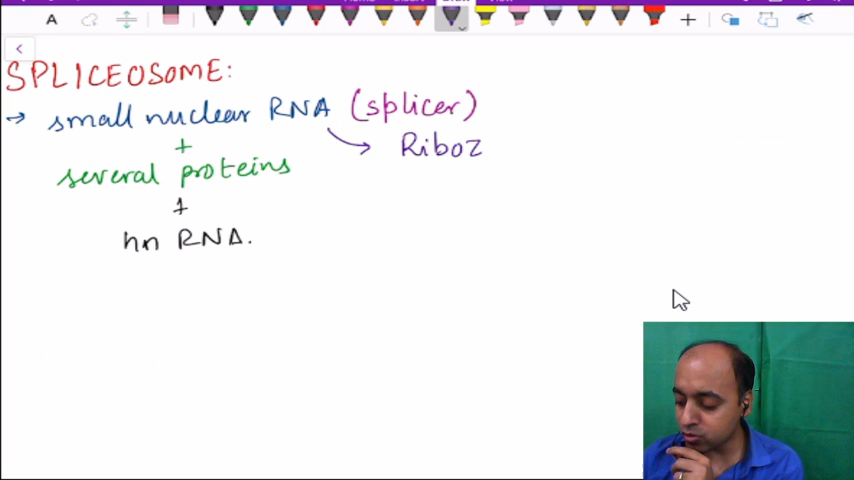 SPLICEOSOME:
→ small nuclear RNA (splicer)
+ → Riboz
several proteins
+
hn RNA.